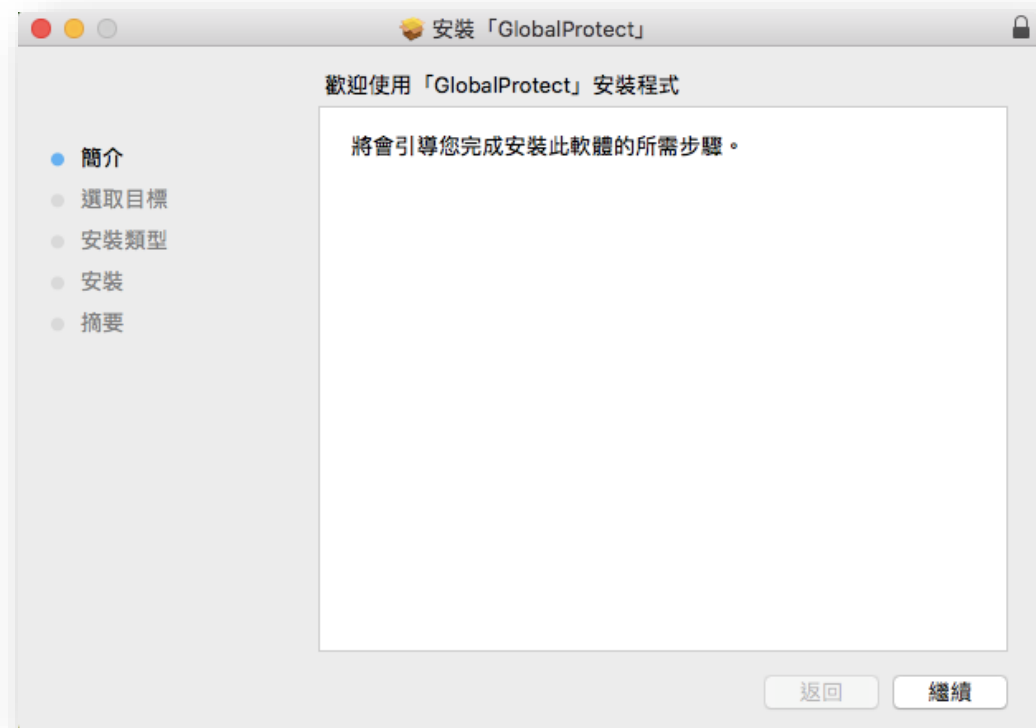 安裝「GlobalProtect」
歡迎使用「GlobalProtect」安裝程式
將會引導您完成安裝此軟體的所需步驟。
簡介
選取目標
安裝類型
安裝
摘要
返回
繼續